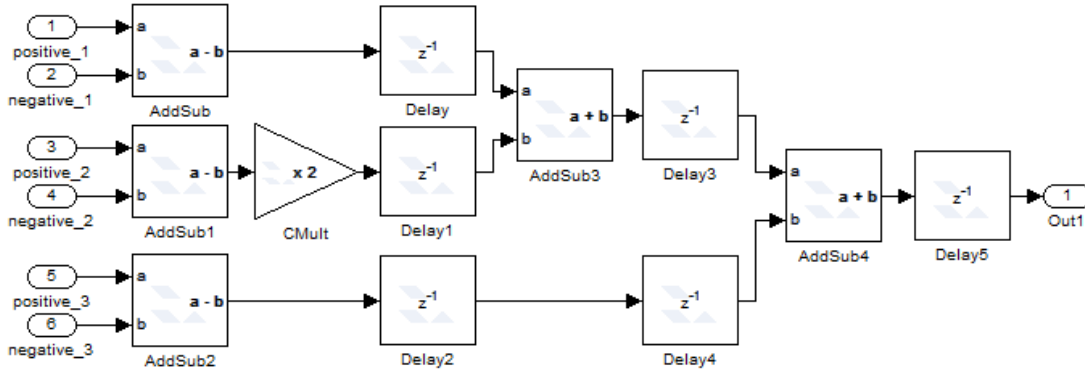 1
positive_1
2
negative_1
a
b
a - b
AddSub
z-1
Delay
3
positive_2
4
negative_2
a
b
a - b
AddSub1
x 2
CMult
z-1
Delay1
a
b
a + b
AddSub3
z-1
Delay3
5
positive_3
6
negative_3
a
b
a - b
AddSub2
z-1
Delay2
z-1
Delay4
a
b
a + b
AddSub4
z-1
Delay5
1
Out1